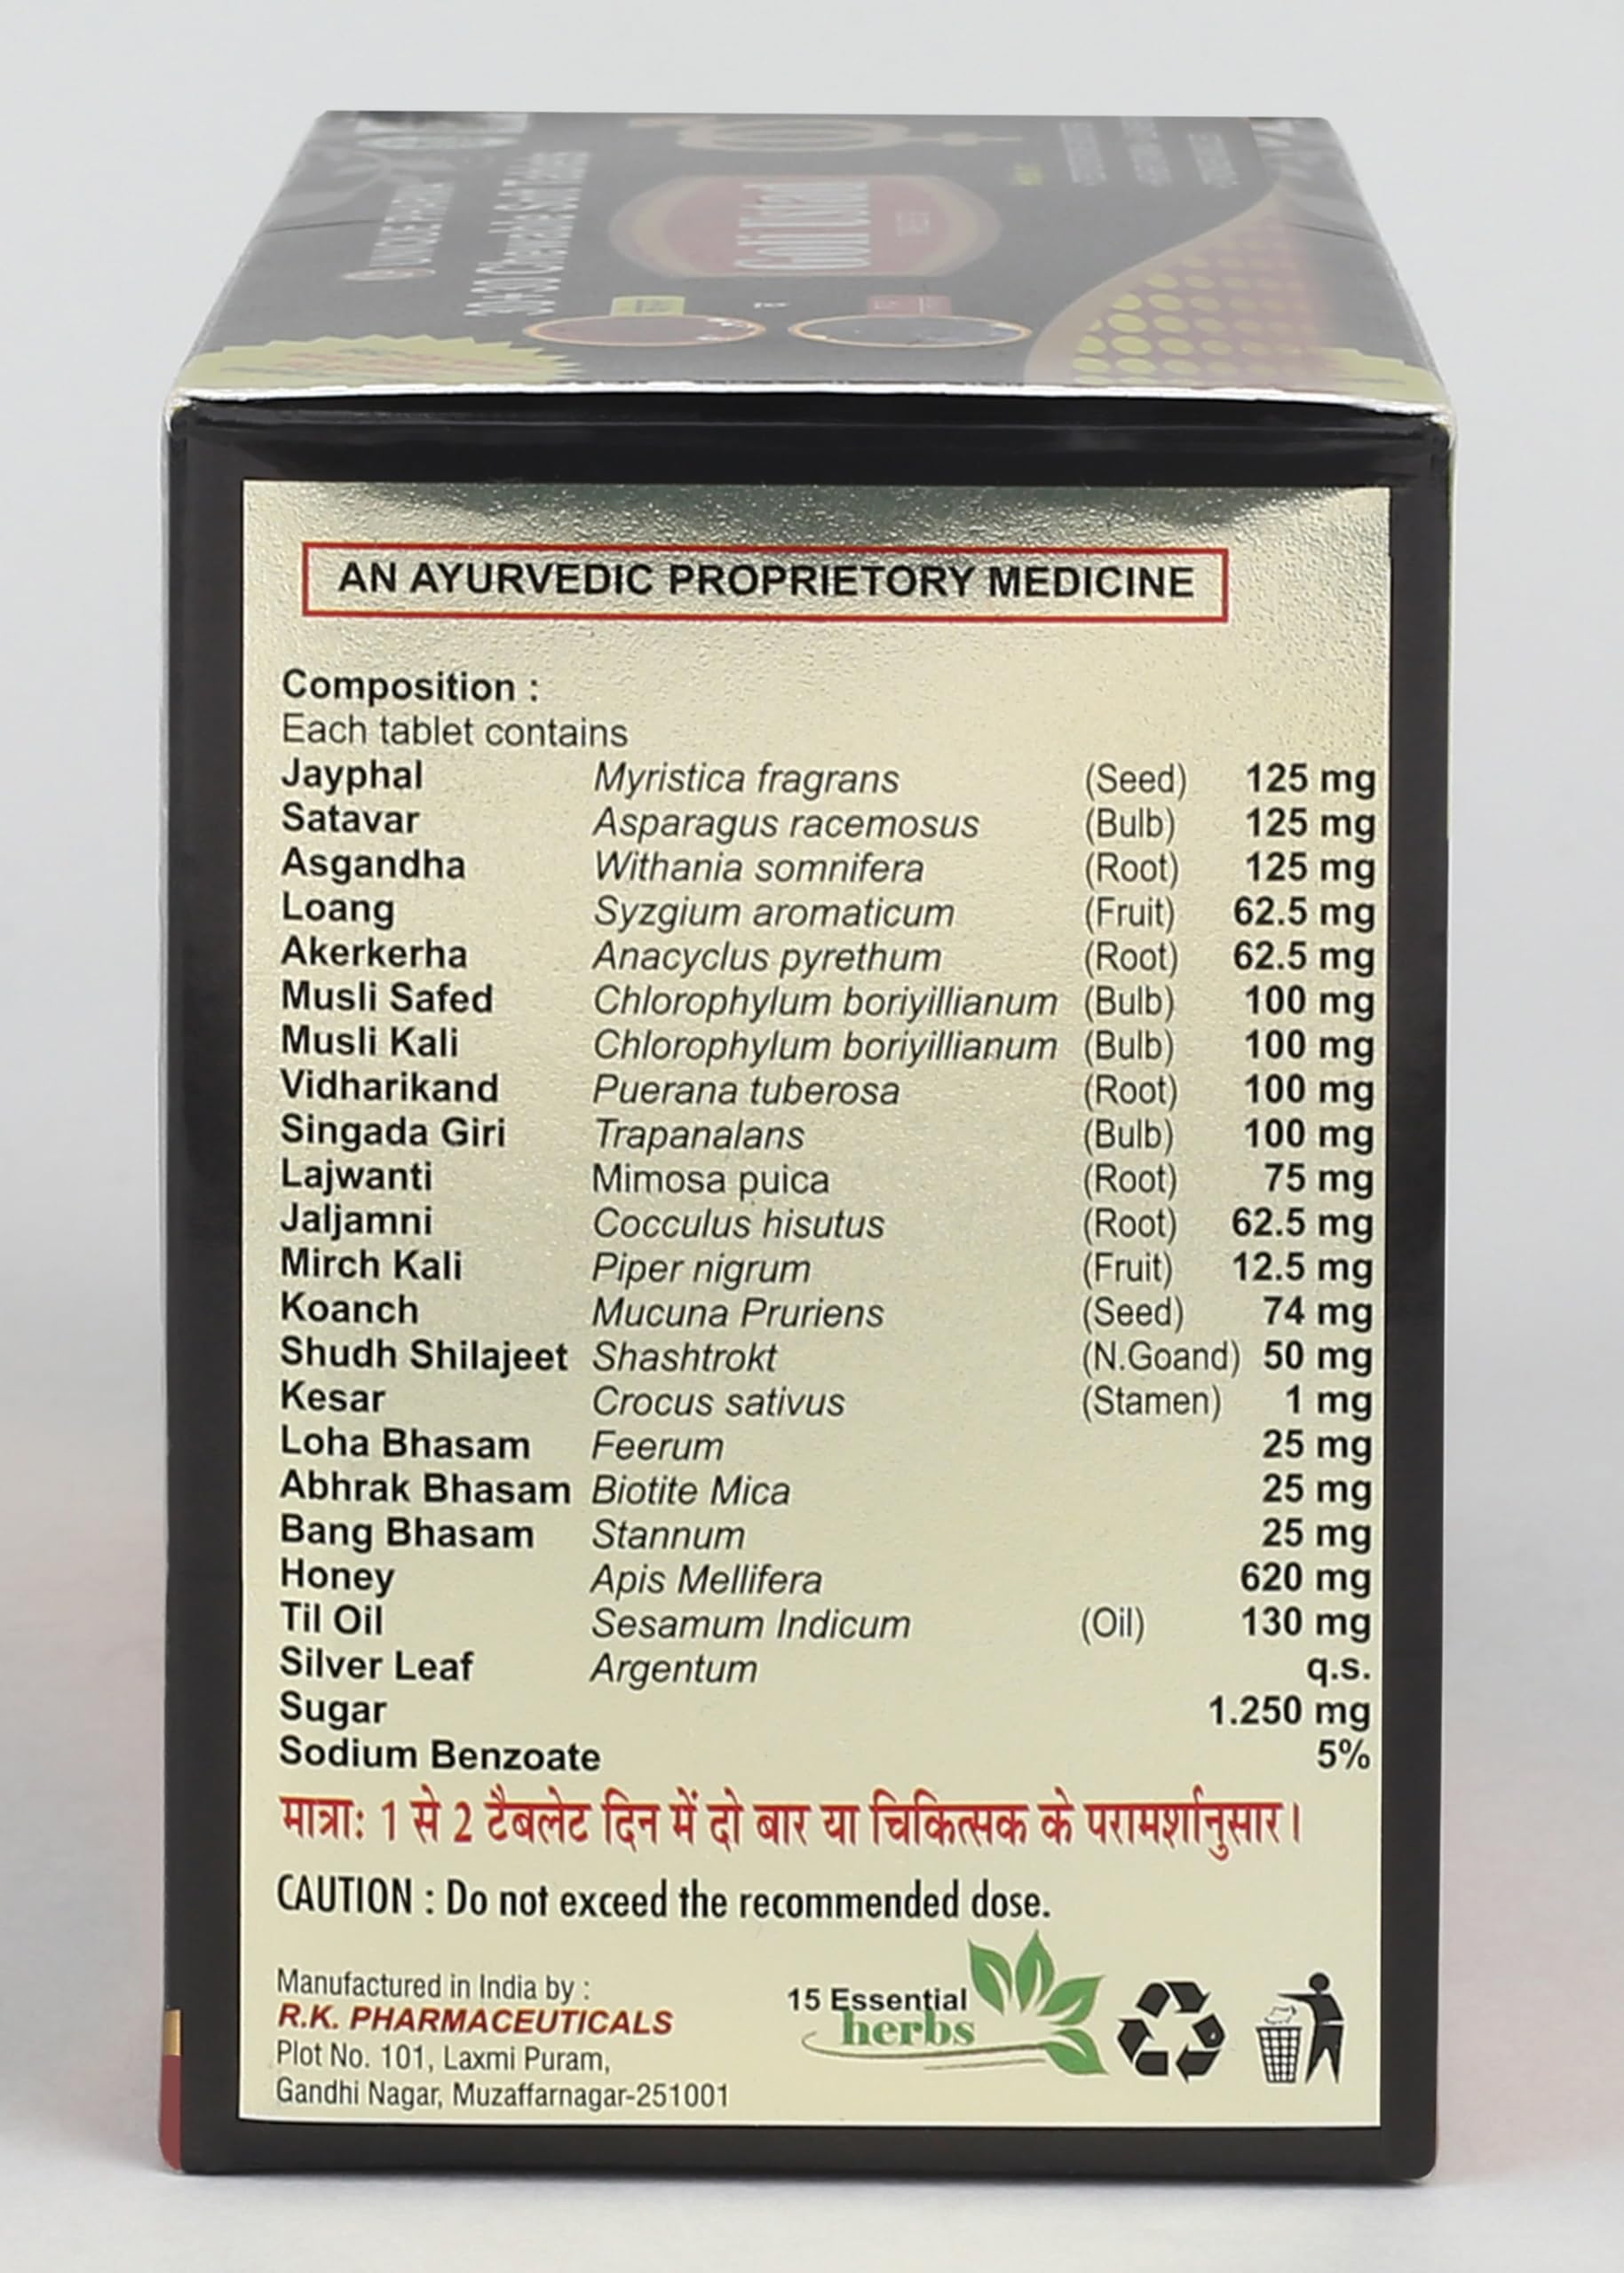 UNIQUE PHARMA
30+30 Chewable Soft Tablets
Goli Ustad
AN AYURVEDIC PROPRIETORY MEDICINE
Composition :
Each tablet contains
Jayphal Myristica fragrans (Seed) 125 mg
Satavar Asparagus racemosus (Bulb) 125 mg
Asgandha Withania somnifera (Root) 125 mg
Loang Syzgium aromaticum (Fruit) 62.5 mg
Akerkerha Anacyclus pyrethum (Root) 62.5 mg
Musli Safed Chlorophylum boriyillianum (Bulb) 100 mg
Musli Kali Chlorophylum boriyillianum (Bulb) 100 mg
Vidharikand Puerana tuberosa (Root) 100 mg
Singada Giri Trapanalans (Bulb) 100 mg
Lajwanti Mimosa puica (Root) 75 mg
Jaljamni Cocculus hisutus (Root) 62.5 mg
Mirch Kali Piper nigrum (Fruit) 12.5 mg
Koanch Mucuna Pruriens (Seed) 74 mg
Shudh Shilajeet Shashtrokt (N.Goand) 50 mg
Kesar Crocus sativus (Stamen) 1 mg
Loha Bhasam Feerum 25 mg
Abhrak Bhasam Biotite Mica 25 mg
Bang Bhasam Stannum 25 mg
Honey Apis Mellifera 620 mg
Til Oil Sesamum Indicum (Oil) 130 mg
Silver Leaf Argentum q.s.
Sugar 1.250 mg
Sodium Benzoate 5%
मात्रा: 1 से 2 टैबलेट दिन में दो बार या चिकित्सक के परामर्शानुसार।
CAUTION : Do not exceed the recommended dose.
Manufactured in India by :
R.K. PHARMACEUTICALS
Plot No. 101, Laxmi Puram,
Gandhi Nagar, Muzaffarnagar-251001
15 Essential
herbs